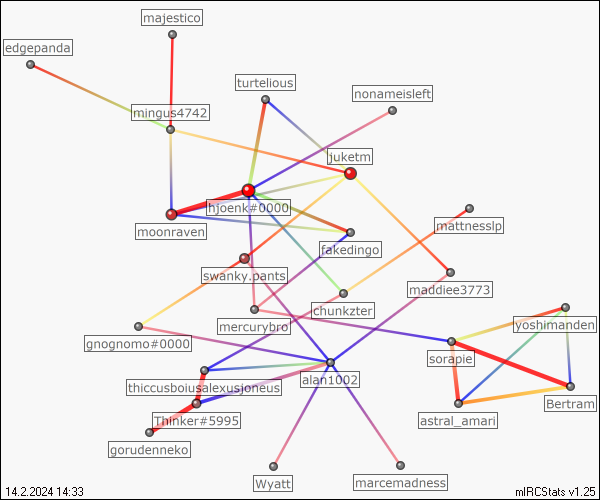 majestico
edgepanda
turtelious
nonameisleft
mingus4742
juketm
hjoenk#0000
moonraven
mattnesslp
fakedingo
swanky.pants
maddiee3773
chunkzter
mercurybro
yoshimanden
gnognomo#0000
sorapie
alan1002
thiccusboiusalexusjoneus
Bertram
Thinker#5995
astral_amari
gorudenneko
Wyatt
marcemadness
14.2.2024 14:33
mIRCStats v1.25